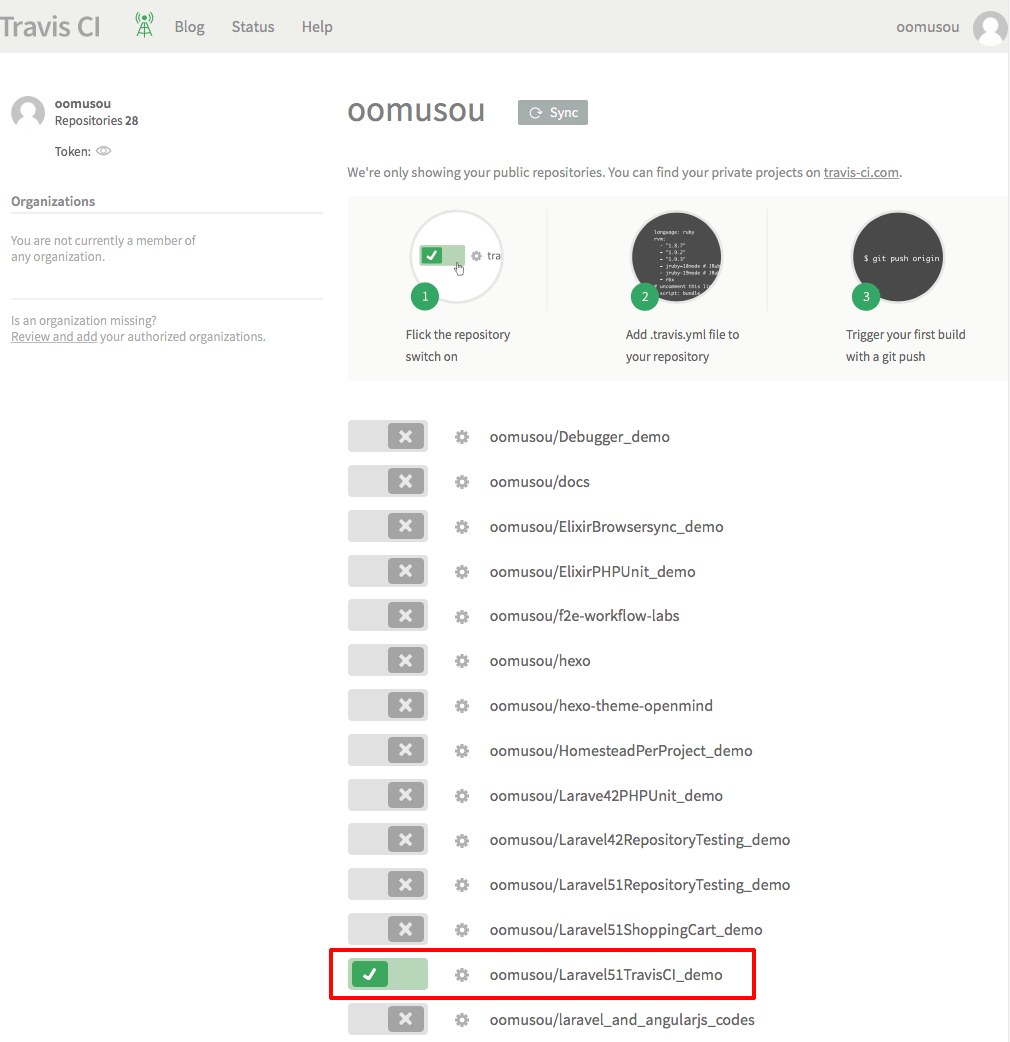 Travis CI
Blog
Status
Help
oomusou
oomusou
Repositories 28
Token:
Organizations
You are not currently a member of
any organization.
Is an organization missing?
Review and add your authorized organizations.
oomusou
Sync
We're only showing your public repositories. You can find your private projects on travis-ci.com.
tra
1
Flick the repository
switch on
language: ruby
rvm:
- "1.8.7"
- "1.9.2"
- "1.9.3"
- jruby-18mode # JRu
- jruby-19mode # JRu
- rbx
# uncomment this li
script: bundle
2
Add .travis.yml file to
your repository
$ git push origin
3
Trigger your first build
with a git push
oomusou/Debugger_demo
oomusou/docs
oomusou/ElixirBrowsersync_demo
oomusou/ElixirPHPUnit_demo
oomusou/f2e-workflow-labs
oomusou/hexo
oomusou/hexo-theme-openmind
oomusou/HomesteadPerProject_demo
oomusou/Larave42PHPUnit_demo
oomusou/Laravel42RepositoryTesting_demo
oomusou/Laravel51RepositoryTesting_demo
oomusou/Laravel51ShoppingCart_demo
oomusou/Laravel51TravisCI_demo
oomusou/laravel_and_angularjs_codes